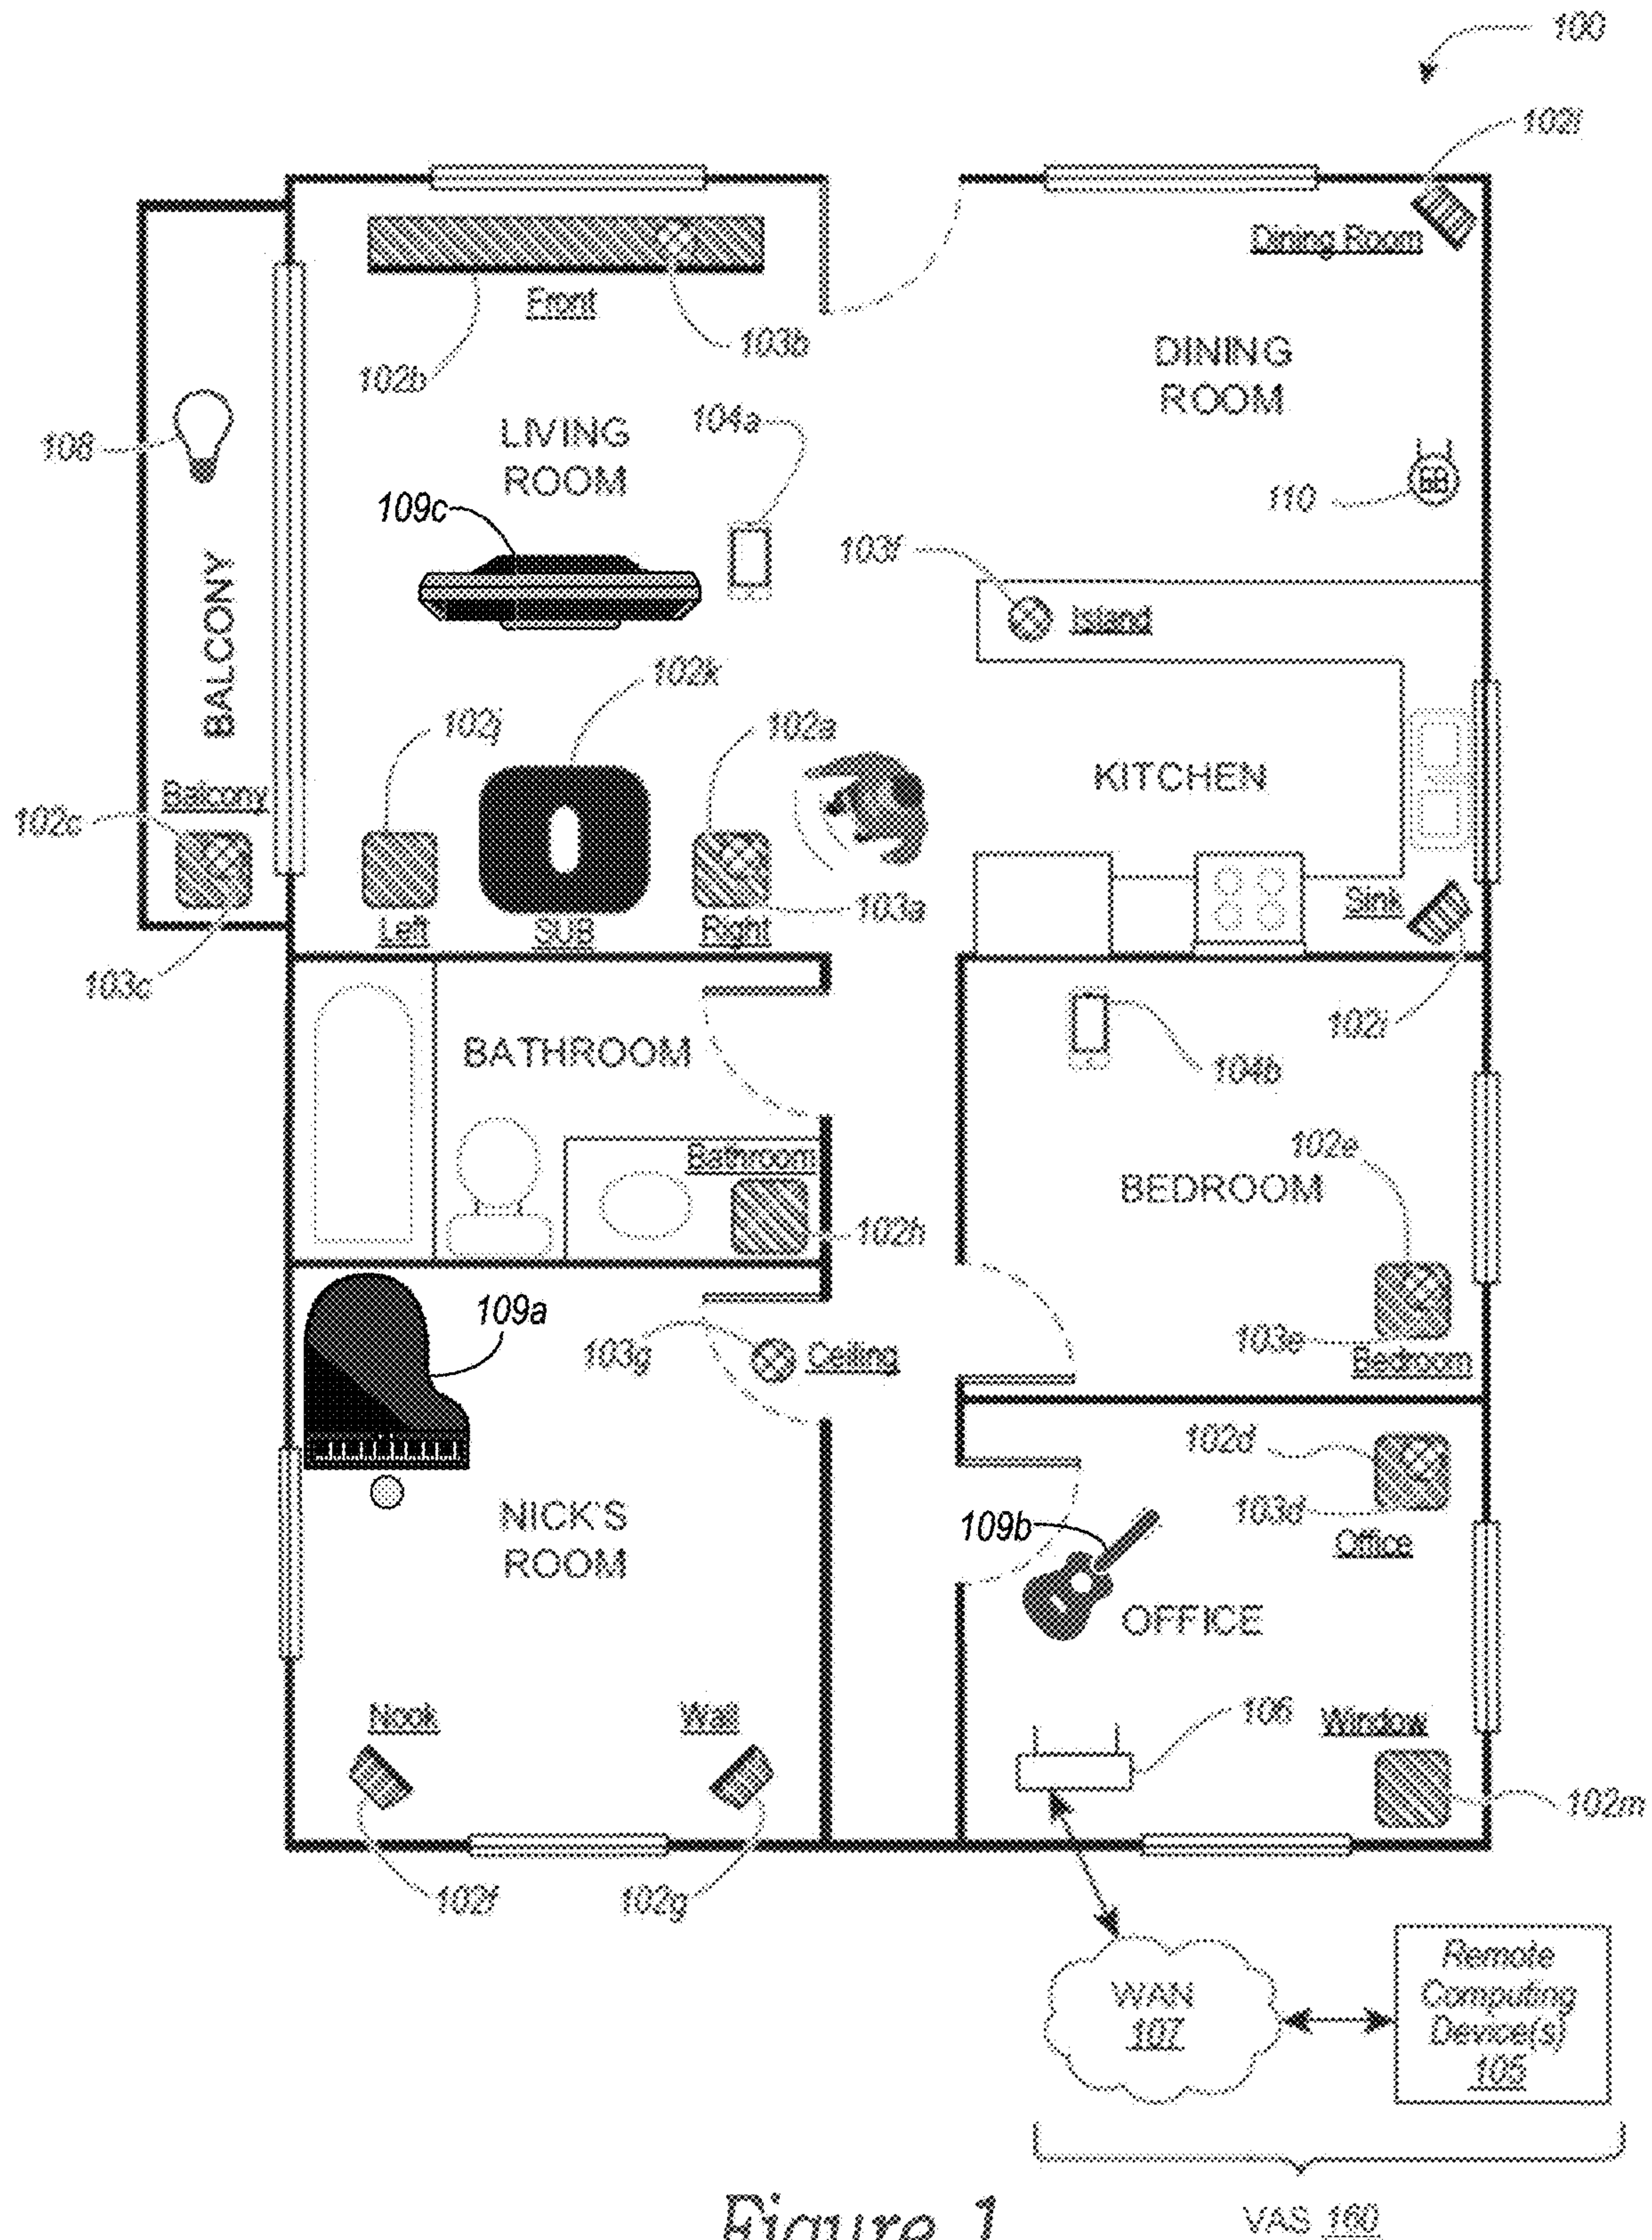 100
102l
Dining Room
Front
103b
102b
DINING
ROOM
104a
LIVING
ROOM
108
109c
110
103f
Island
BALCONY
102k
102j
102a
KITCHEN
Balcony
102c
Sink
103a
Left
SUB
Right
103c
102i
BATHROOM
104b
102e
Bathroom
BEDROOM
102h
109a
103g
Ceiling
103e
Bedroom
102d
103d
NICK'S
ROOM
109b
Office
OFFICE
Nook
Wall
106
Window
102m
102f
102g
WAN
107
Remote
Computing
Device(s)
105
Figure 1
VAS 160